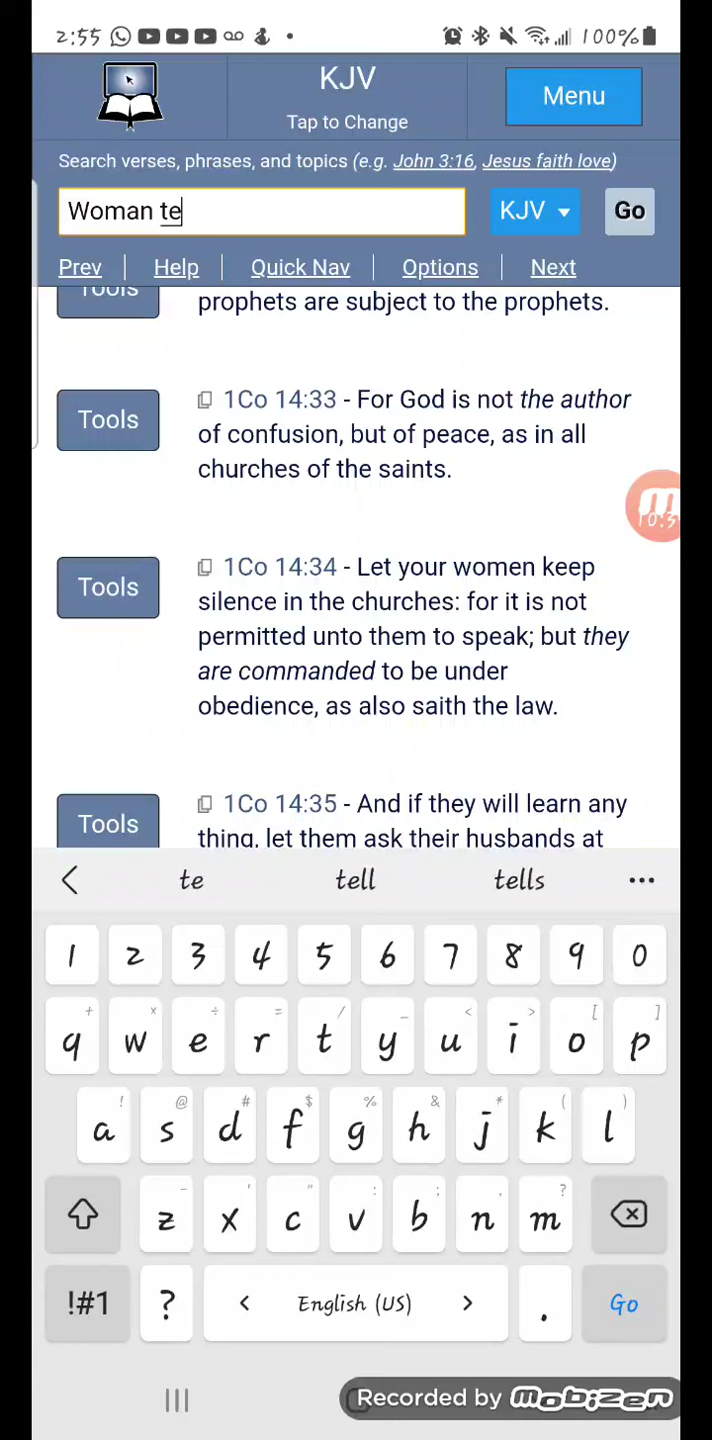 2:55 100%
KJV
Menu
Tap to Change
Search verses, phrases, and topics (e.g. John 3:16, Jesus faith love)
Woman te KJV Go
Prev Help Quick Nav Options Next
Tools prophets are subject to the prophets.
Tools 1Co 14:33 - For God is not the author
of confusion, but of peace, as in all
churches of the saints.
Tools 1Co 14:34 - Let your women keep
silence in the churches: for it is not
permitted unto them to speak; but they
are commanded to be under
obedience, as also saith the law.
Tools 1Co 14:35 - And if they will learn any
thing, let them ask their husbands at
te tell tells
1 2 3 4 5 6 7 8 9 0
+ × ÷ = / _ < > [ ]
q w e r t y u i o p
! @ # $ % & * ( )
a s d f g h j k l
- ' " : ; , ?
z x c v b n m
!#1 ? < English (US) > . Go
Recorded by mobizen